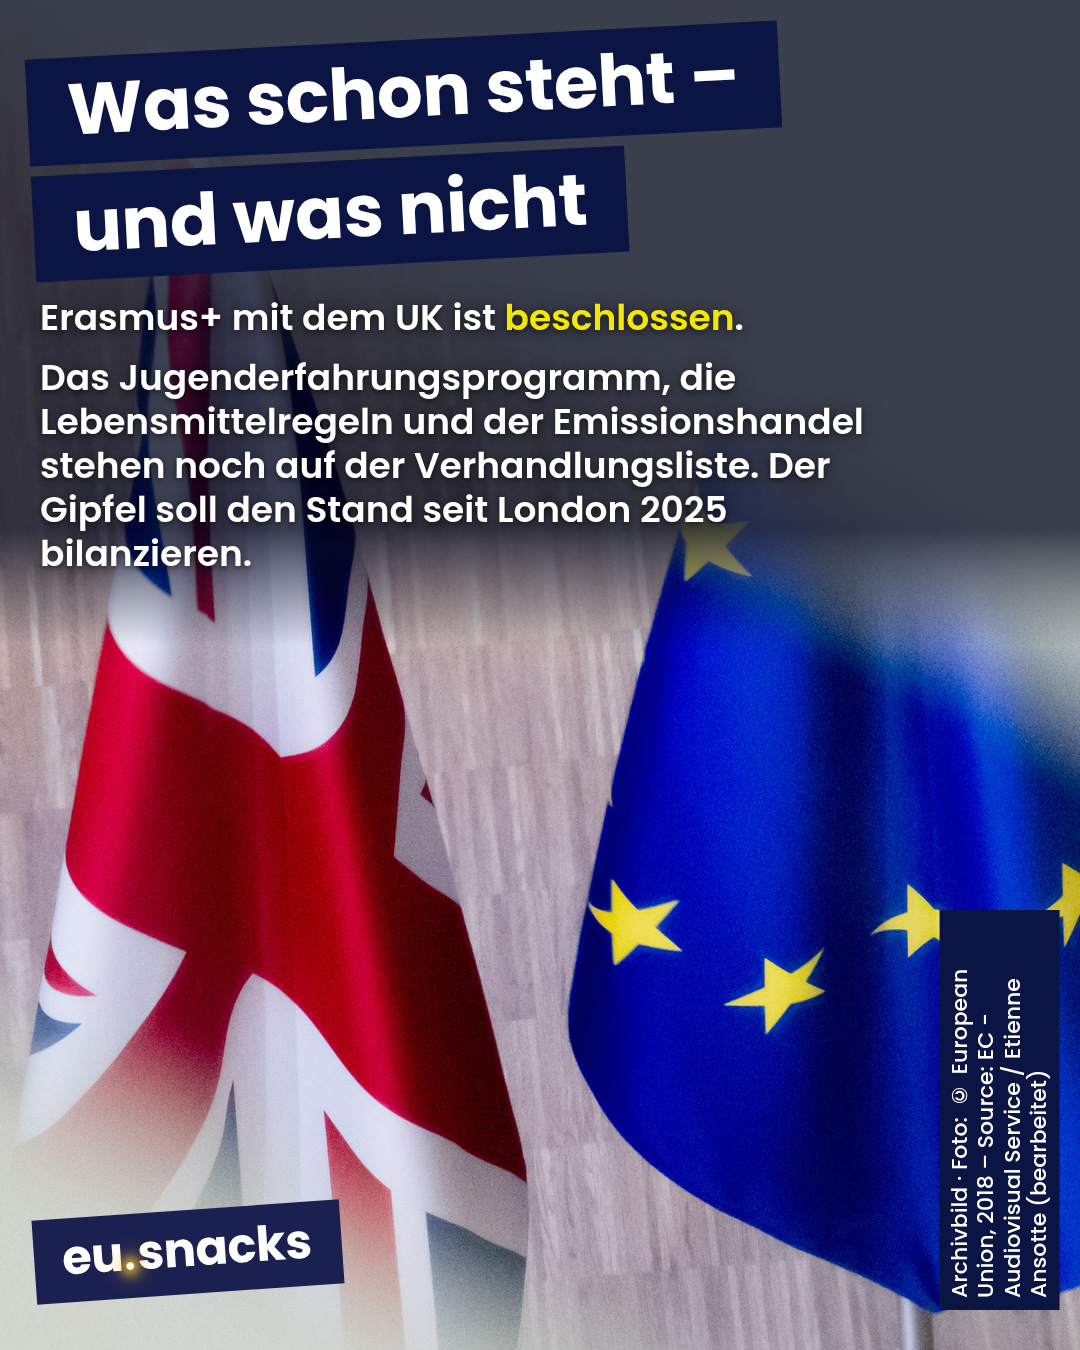 Was schon steht –
und was nicht
Erasmus+ mit dem UK ist beschlossen.
Das Jugenderfahrungsprogramm, die
Lebensmittelregeln und der Emissionshandel
stehen noch auf der Verhandlungsliste. Der
Gipfel soll den Stand seit London 2025
bilanzieren.
eu.snacks
Archivbild · Foto: © European
Union, 2018 – Source: EC -
Audiovisual Service / Etienne
Ansotte (bearbeitet)